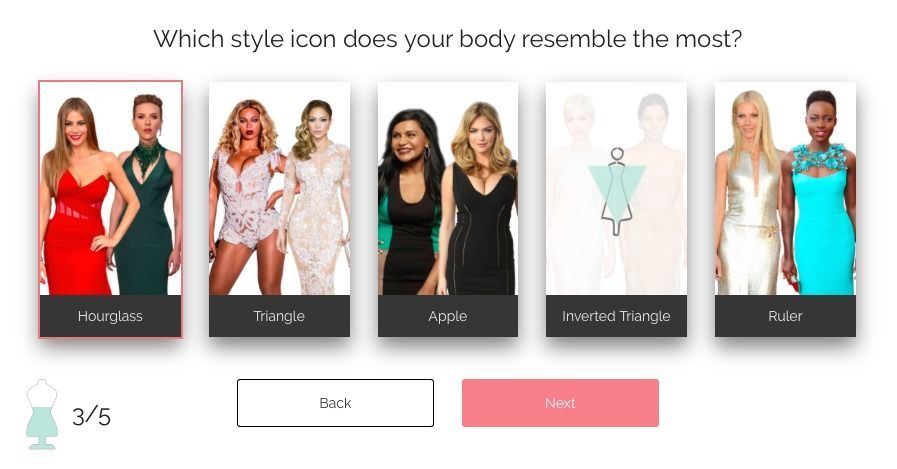 Which style icon does your body resemble the most?
Hourglass
Triangle
Apple
Inverted Triangle
Ruler
3/5
Back
Next